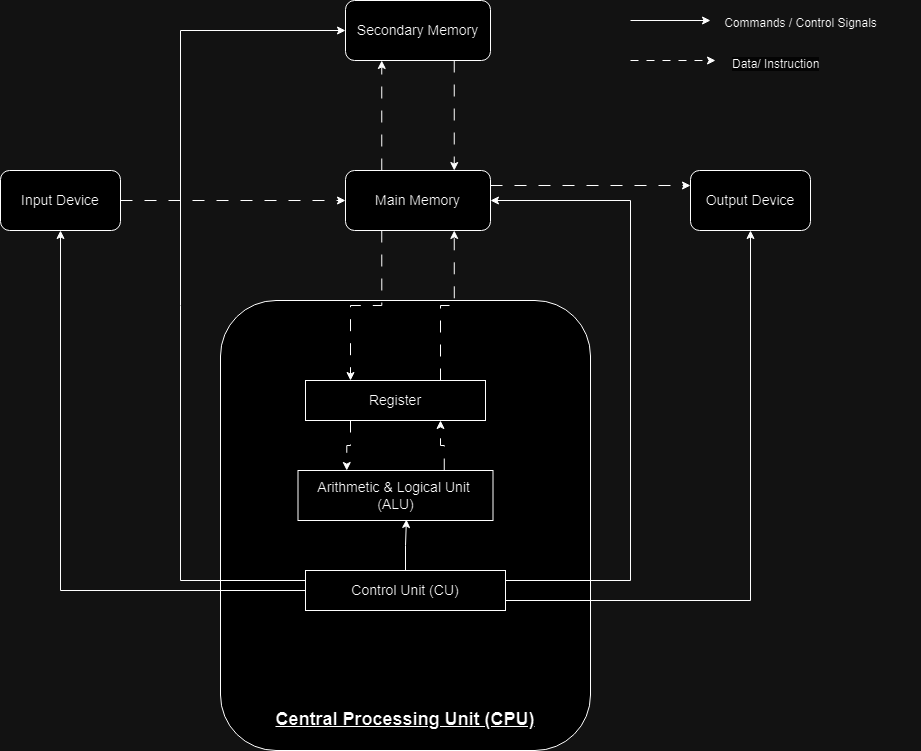 Secondary Memory
Commands / Control Signals
Data/ Instruction
Input Device
Main Memory
Output Device
Register
Arithmetic & Logical Unit
(ALU)
Control Unit (CU)
Central Processing Unit (CPU)